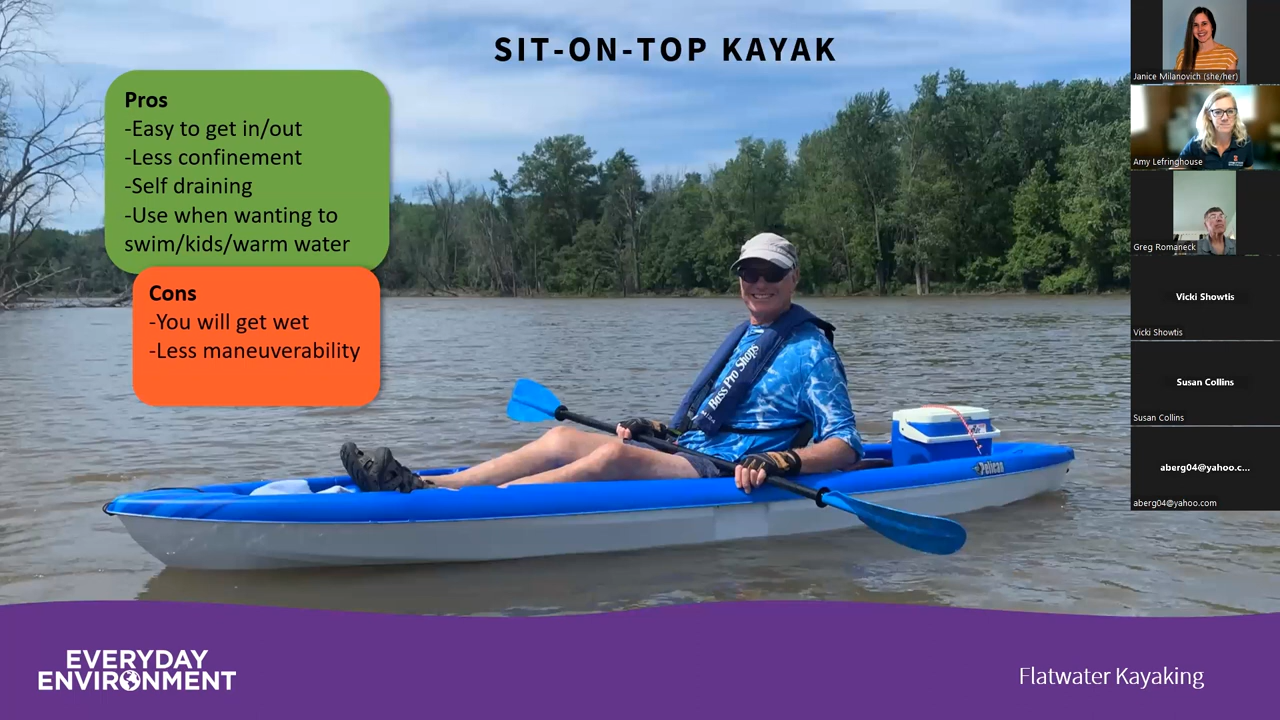 SIT-ON-TOP KAYAK
Pros
-Easy to get in/out
-Less confinement
-Self draining
-Use when wanting to
swim/kids/warm water
Cons
-You will get wet
-Less maneuverability
Bass Pro Shops
Pelican
EVERYDAY
ENVIRONMENT
Flatwater Kayaking
Janice Milanovich (she/her)
Amy Lefringhouse
Greg Romaneck
Vicki Showtis
Vicki Showtis
Susan Collins
Susan Collins
aberg04@yahoo.c...
aberg04@yahoo.com